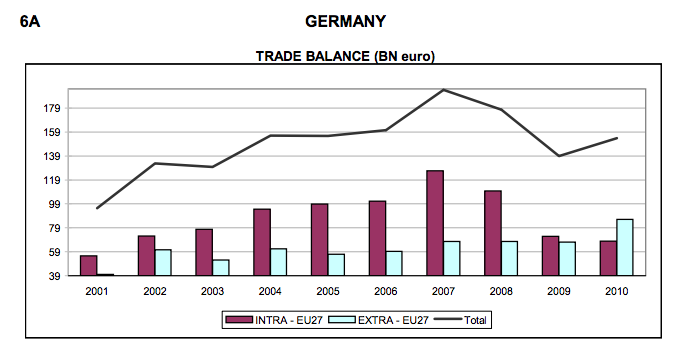 6A GERMANY
TRADE BALANCE (BN euro)
179
159
139
119
99
79
59
39
2001 2002 2003 2004 2005 2006 2007 2008 2009 2010
INTRA - EU27 EXTRA - EU27 Total